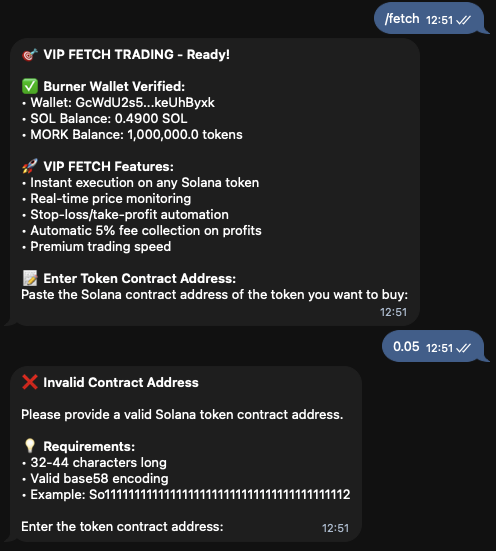 /fetch 12:51
🎯 VIP FETCH TRADING - Ready!
✅ Burner Wallet Verified:
• Wallet: GcWdU2s5...keUhByxk
• SOL Balance: 0.4900 SOL
• MORK Balance: 1,000,000.0 tokens
🚀 VIP FETCH Features:
• Instant execution on any Solana token
• Real-time price monitoring
• Stop-loss/take-profit automation
• Automatic 5% fee collection on profits
• Premium trading speed
📝 Enter Token Contract Address:
Paste the Solana contract address of the token you want to buy:
12:51
0.05 12:51
❌ Invalid Contract Address
Please provide a valid Solana token contract address.
💡 Requirements:
• 32-44 characters long
• Valid base58 encoding
• Example: So11111111111111111111111111111111111111112
Enter the token contract address:
12:51